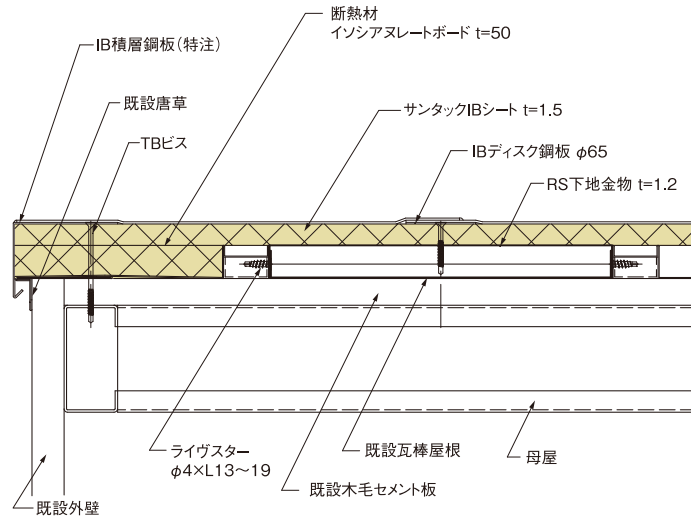 断熱材
イソシアヌレートボード t=50
IB積層鋼板(特注)
既設唐草
サンタックIBシート t=1.5
TBビス
IBディスク鋼板 φ65
RS下地金物 t=1.2
ライヴスター
φ4×L13〜19
既設瓦棒屋根
母屋
既設木毛セメント板
既設外壁